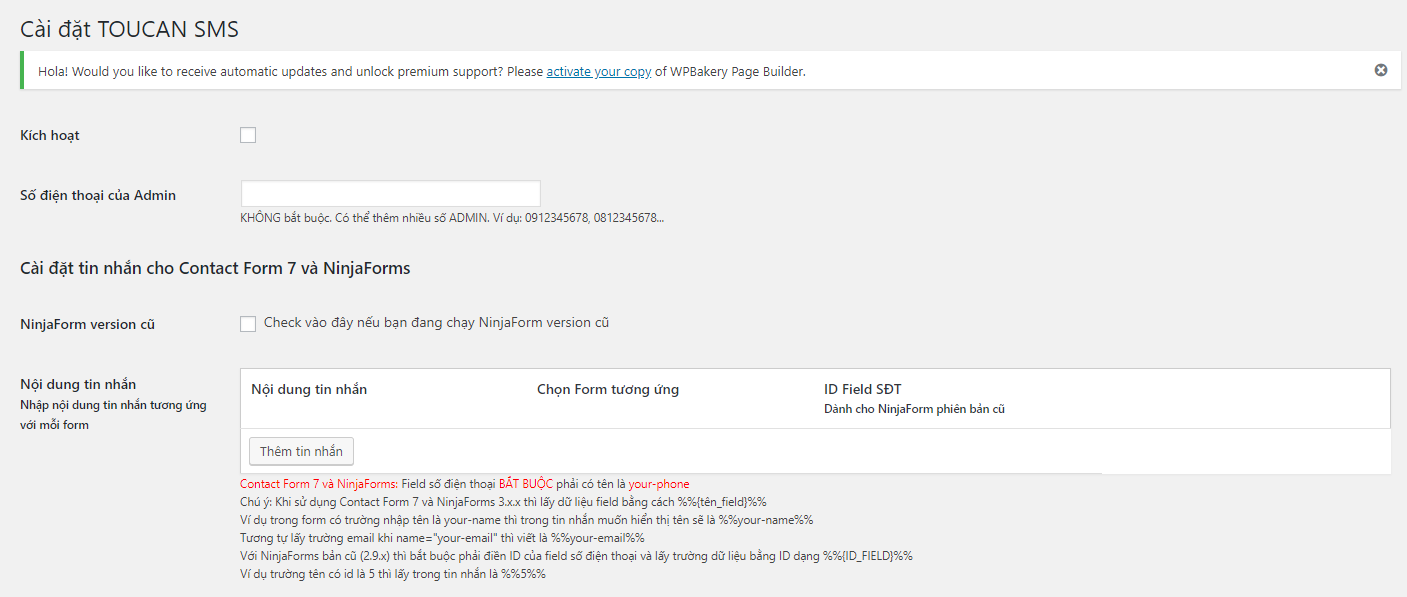 Cài đặt TOUCAN SMS
Hola! Would you like to receive automatic updates and unlock premium support? Please activate your copy of WPBakery Page Builder.
Kích hoạt
Số điện thoại của Admin
KHÔNG bắt buộc. Có thể thêm nhiều số ADMIN. Ví dụ: 0912345678, 0812345678...
Cài đặt tin nhắn cho Contact Form 7 và NinjaForms
NinjaForm version cũ
Check vào đây nếu bạn đang chạy NinjaForm version cũ
Nội dung tin nhắn
Nhập nội dung tin nhắn tương ứng
với mỗi form
Nội dung tin nhắn
Chọn Form tương ứng
ID Field SĐT
Dành cho NinjaForm phiên bản cũ
Thêm tin nhắn
Contact Form 7 và NinjaForms: Field số điện thoại BẮT BUỘC phải có tên là your-phone
Chú ý: Khi sử dụng Contact Form 7 và NinjaForms 3.x.x thì lấy dữ liệu field bằng cách %%{tên_field}%%
Ví dụ trong form có trường nhập tên là your-name thì trong tin nhắn muốn hiển thị tên sẽ là %%your-name%%
Tương tự lấy trường email khi name="your-email" thì viết là %%your-email%%
Với NinjaForms bản cũ (2.9.x) thì bắt buộc phải điền ID của field số điện thoại và lấy trường dữ liệu bằng ID dạng %%{ID_FIELD}%%
Ví dụ trường tên có id là 5 thì lấy trong tin nhắn là %%5%%